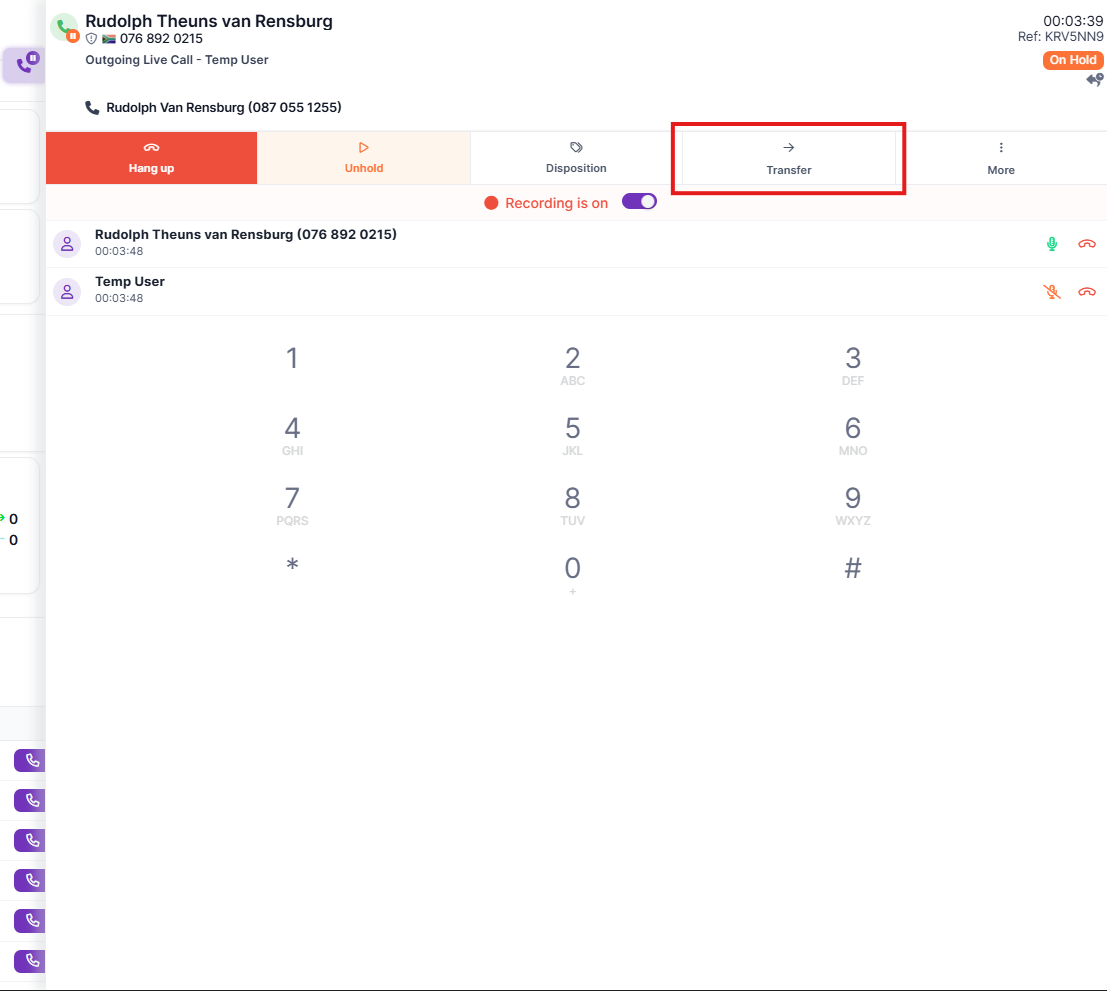 Rudolph Theuns van Rensburg
00:03:39
076 892 0215
Ref: KRV5NN9
Outgoing Live Call - Temp User
On Hold
Rudolph Van Rensburg (087 055 1255)
Hang up
Unhold
Disposition
Transfer
More
Recording is on
Rudolph Theuns van Rensburg (076 892 0215)
00:03:48
Temp User
00:03:48
1
2
ABC
3
DEF
4
GHI
5
JKL
6
MNO
7
PQRS
8
TUV
9
WXYZ
*
0
+
#
0
0